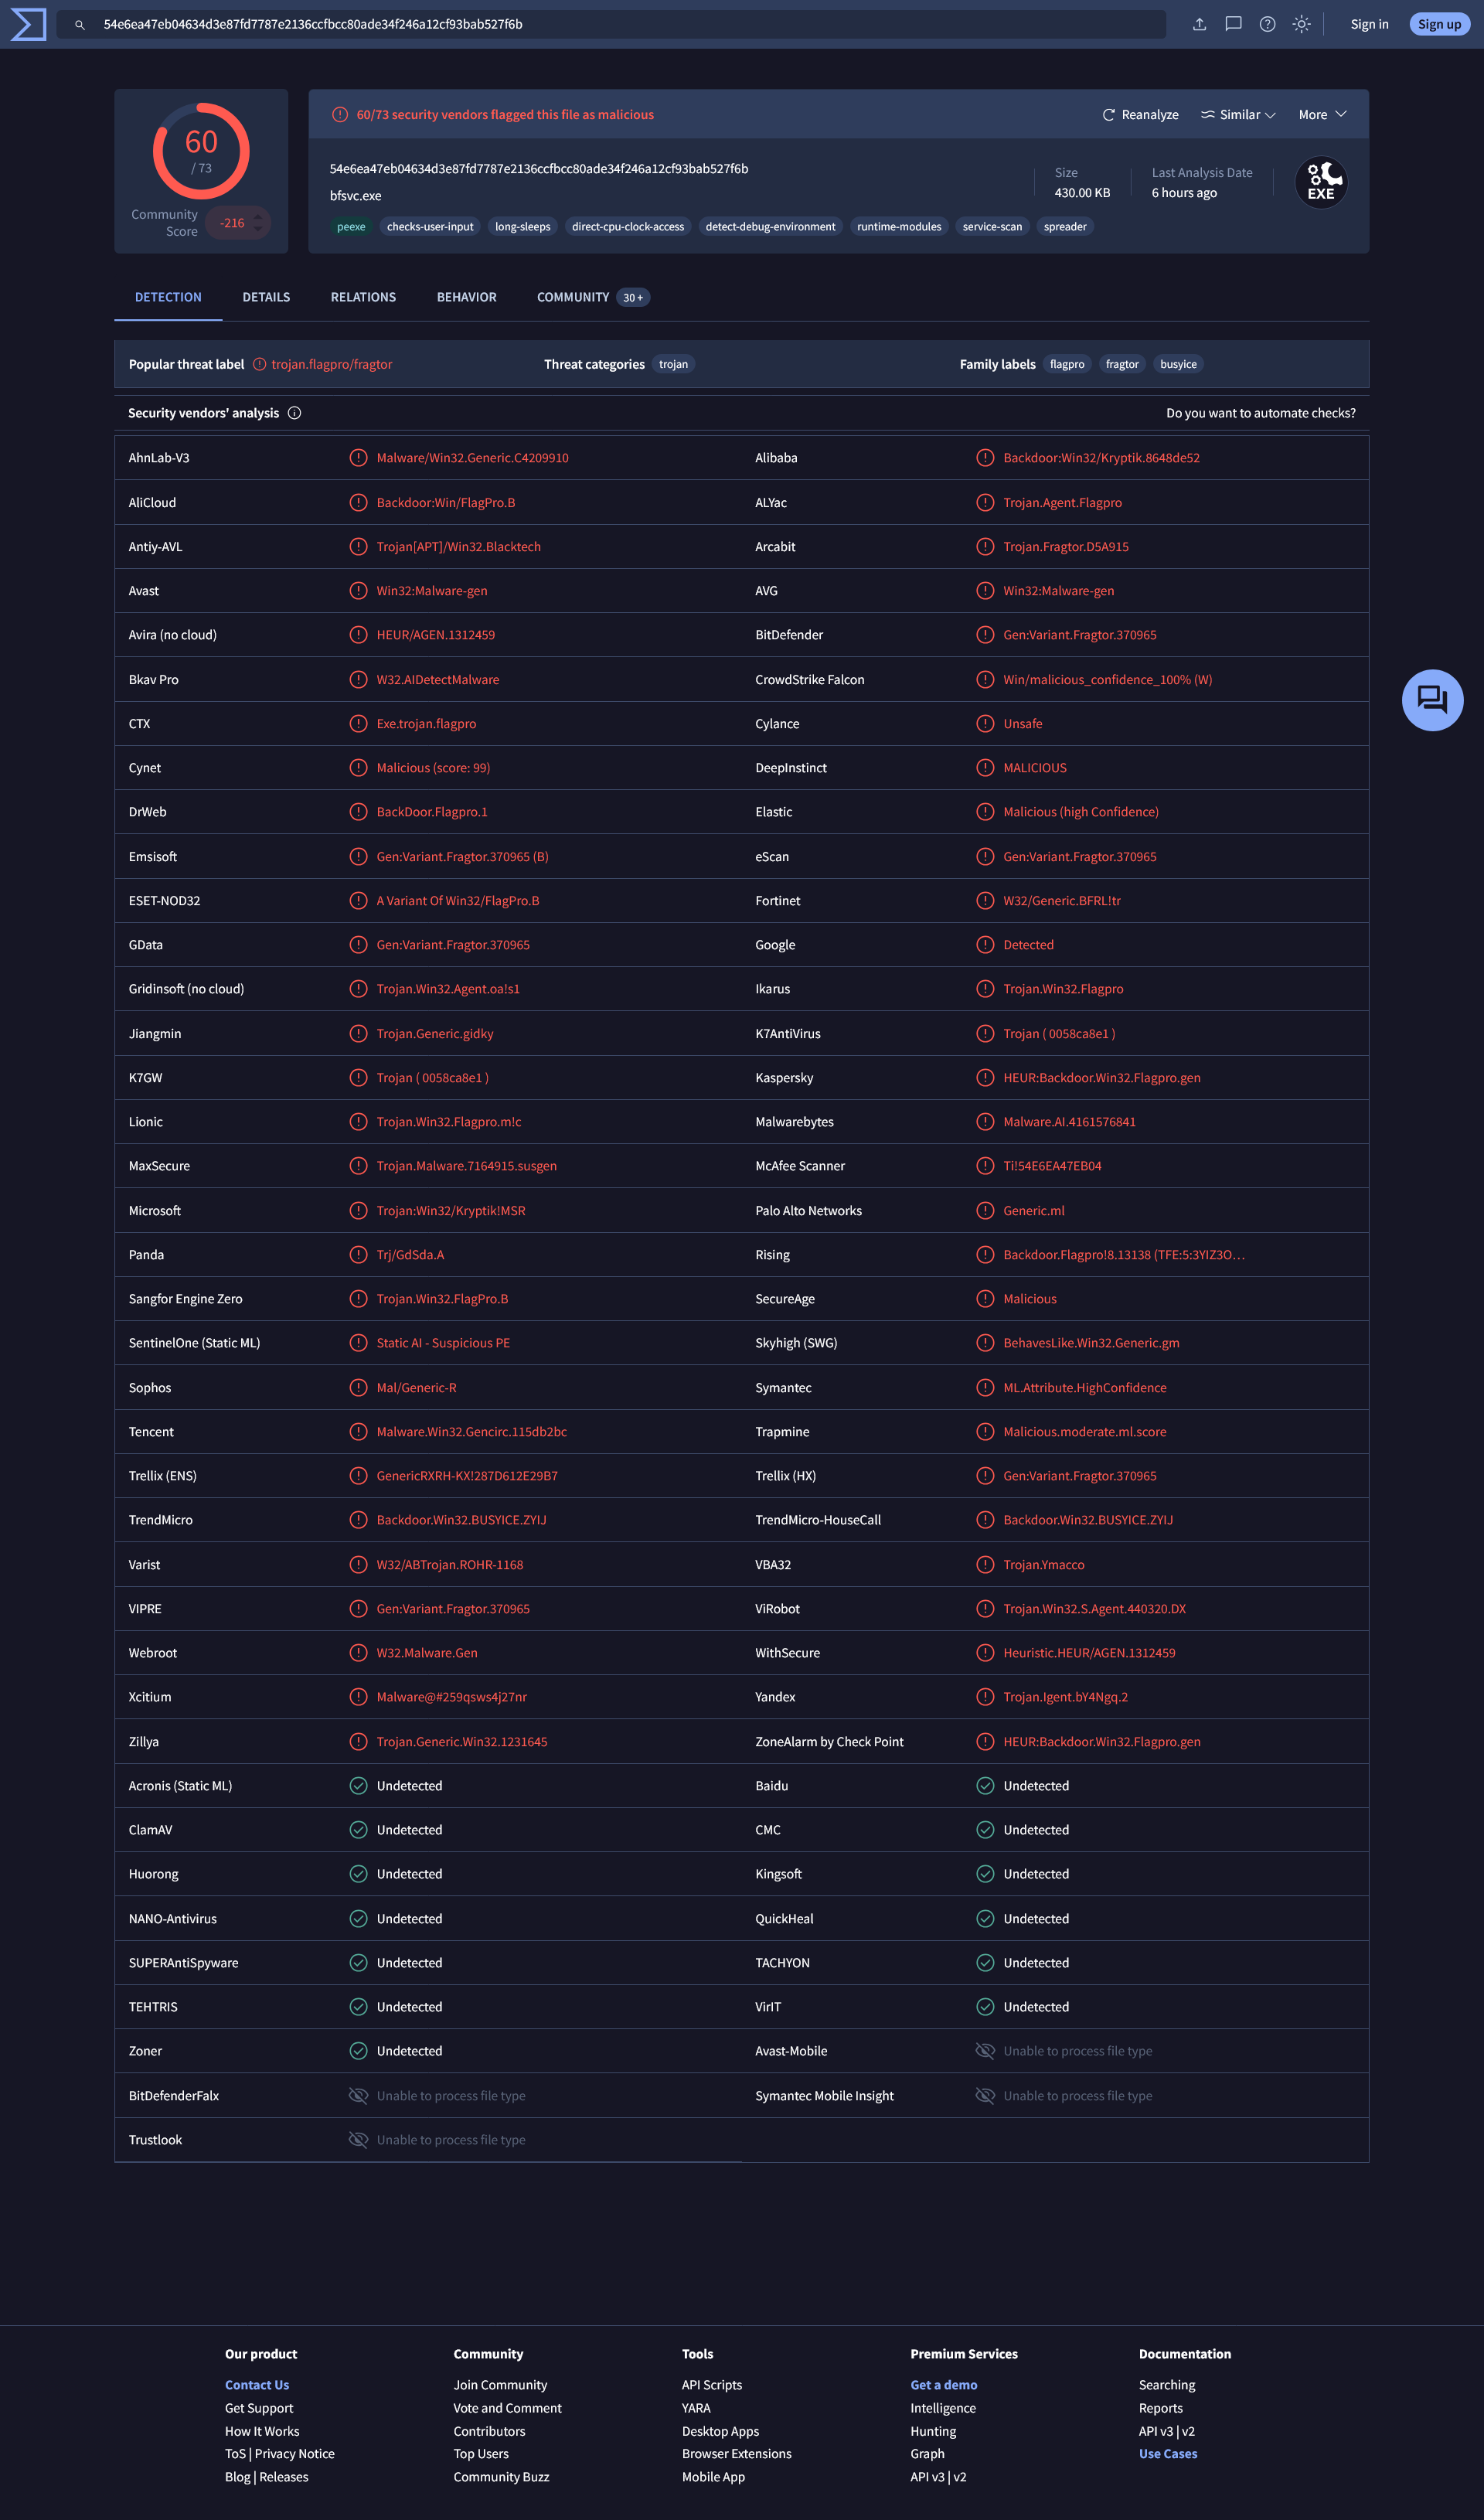 54e6ea47eb04634d3e87fd7787e2136ccfbcc80ade34f246a12cf93bab527f6b Sign in Sign up
60 / 73
Community Score -216
60/73 security vendors flagged this file as malicious Reanalyze Similar More
54e6ea47eb04634d3e87fd7787e2136ccfbcc80ade34f246a12cf93bab527f6b
bfsvc.exe
Size
430.00 KB
Last Analysis Date
6 hours ago
EXE
peexe checks-user-input long-sleeps direct-cpu-clock-access detect-debug-environment runtime-modules service-scan spreader
DETECTION DETAILS RELATIONS BEHAVIOR COMMUNITY 30+
Popular threat label trojan.flagpro/fragtor Threat categories trojan Family labels flagpro fragtor busyice
Security vendors' analysis Do you want to automate checks?
AhnLab-V3 Malware/Win32.Generic.C4209910 Alibaba Backdoor:Win32/Kryptik.8648de52
AliCloud Backdoor:Win/FlagPro.B ALYac Trojan.Agent.Flagpro
Antiy-AVL Trojan[APT]/Win32.Blacktech Arcabit Trojan.Fragtor.D5A915
Avast Win32:Malware-gen AVG Win32:Malware-gen
Avira (no cloud) HEUR/AGEN.1312459 BitDefender Gen:Variant.Fragtor.370965
Bkav Pro W32.AIDetectMalware CrowdStrike Falcon Win/malicious_confidence_100% (W)
CTX Exe.trojan.flagpro Cylance Unsafe
Cynet Malicious (score: 99) DeepInstinct MALICIOUS
DrWeb BackDoor.Flagpro.1 Elastic Malicious (high Confidence)
Emsisoft Gen:Variant.Fragtor.370965 (B) eScan Gen:Variant.Fragtor.370965
ESET-NOD32 A Variant Of Win32/FlagPro.B Fortinet W32/Generic.BFRL!tr
GData Gen:Variant.Fragtor.370965 Google Detected
Gridinsoft (no cloud) Trojan.Win32.Agent.oa!s1 Ikarus Trojan.Win32.Flagpro
Jiangmin Trojan.Generic.gidky K7AntiVirus Trojan ( 0058ca8e1 )
K7GW Trojan ( 0058ca8e1 ) Kaspersky HEUR:Backdoor.Win32.Flagpro.gen
Lionic Trojan.Win32.Flagpro.m!c Malwarebytes Malware.AI.4161576841
MaxSecure Trojan.Malware.7164915.susgen McAfee Scanner Ti!54E6EA47EB04
Microsoft Trojan:Win32/Kryptik!MSR Palo Alto Networks Generic.ml
Panda Trj/GdSda.A Rising Backdoor.Flagpro!8.13138 (TFE:5:3YIZ3O…
Sangfor Engine Zero Trojan.Win32.FlagPro.B SecureAge Malicious
SentinelOne (Static ML) Static AI - Suspicious PE Skyhigh (SWG) BehavesLike.Win32.Generic.gm
Sophos Mal/Generic-R Symantec ML.Attribute.HighConfidence
Tencent Malware.Win32.Gencirc.115db2bc Trapmine Malicious.moderate.ml.score
Trellix (ENS) GenericRXRH-KX!287D612E29B7 Trellix (HX) Gen:Variant.Fragtor.370965
TrendMicro Backdoor.Win32.BUSYICE.ZYIJ TrendMicro-HouseCall Backdoor.Win32.BUSYICE.ZYIJ
Varist W32/ABTrojan.ROHR-1168 VBA32 Trojan.Ymacco
VIPRE Gen:Variant.Fragtor.370965 ViRobot Trojan.Win32.S.Agent.440320.DX
Webroot W32.Malware.Gen WithSecure Heuristic.HEUR/AGEN.1312459
Xcitium Malware@#259qsws4j27nr Yandex Trojan.Igent.bY4Ngq.2
Zillya Trojan.Generic.Win32.1231645 ZoneAlarm by Check Point HEUR:Backdoor.Win32.Flagpro.gen
Acronis (Static ML) Undetected Baidu Undetected
ClamAV Undetected CMC Undetected
Huorong Undetected Kingsoft Undetected
NANO-Antivirus Undetected QuickHeal Undetected
SUPERAntiSpyware Undetected TACHYON Undetected
TEHTRIS Undetected VirIT Undetected
Zoner Undetected Avast-Mobile Unable to process file type
BitDefenderFalx Unable to process file type Symantec Mobile Insight Unable to process file type
Trustlook Unable to process file type
Our product Community Tools Premium Services Documentation
Contact Us Join Community API Scripts Get a demo Searching
Get Support Vote and Comment YARA Intelligence Reports
How It Works Contributors Desktop Apps Hunting API v3 | v2
ToS | Privacy Notice Top Users Browser Extensions Graph Use Cases
Blog | Releases Community Buzz Mobile App API v3 | v2